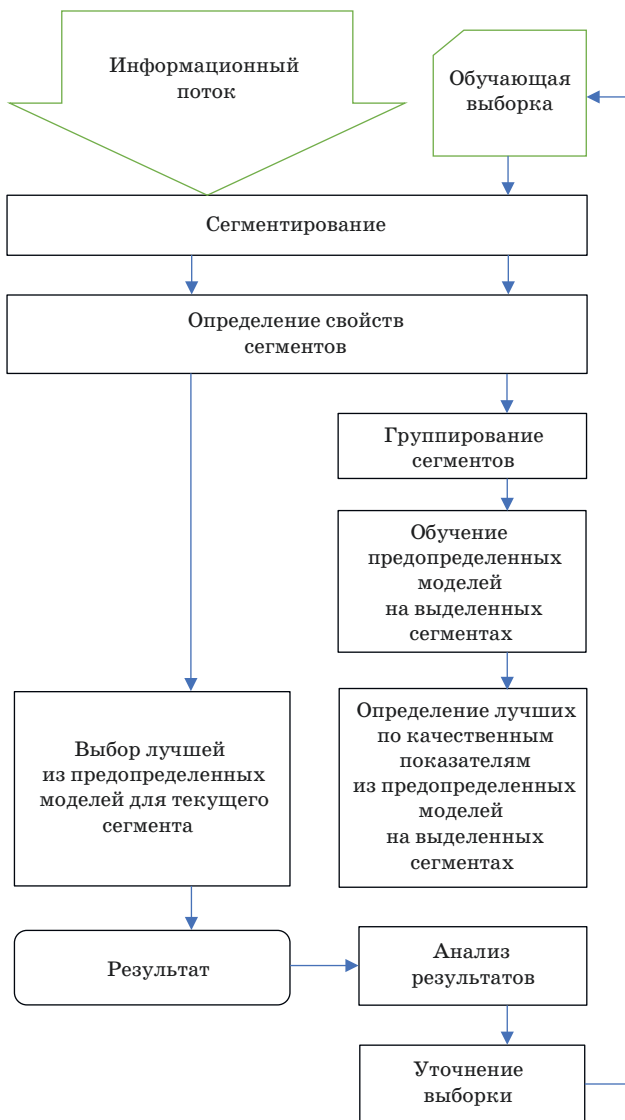 Информационный
поток
Обучающая
выборка
Сегментирование
Определение свойств
сегментов
Группирование
сегментов
Обучение
предопределенных
моделей
на выделенных
сегментах
Выбор лучшей
из предопределенных
моделей для текущего
сегмента
Определение лучших
по качественным
показателям
из предопределенных
моделей
на выделенных
сегментах
Результат
Анализ
результатов
Уточнение
выборки